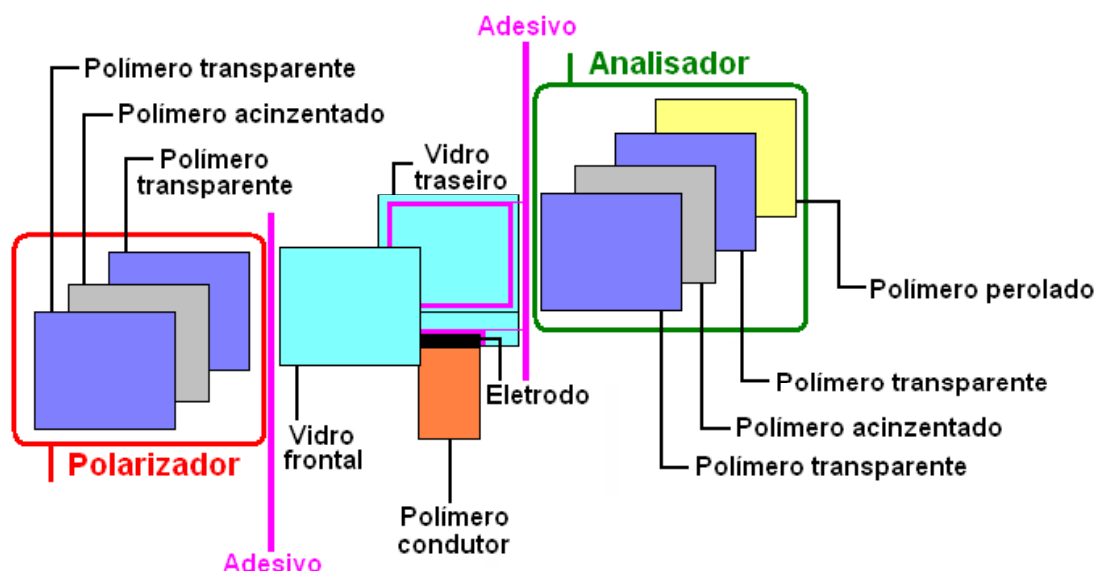 Adesivo
Analisador
Polímero transparente
Polímero acinzentado
Polímero
transparente
Vidro
traseiro
Polímero perolado
Eletrodo
Polímero transparente
Polímero acinzentado
Polímero transparente
Vidro
frontal
Polarizador
Polímero
condutor
Adesivo